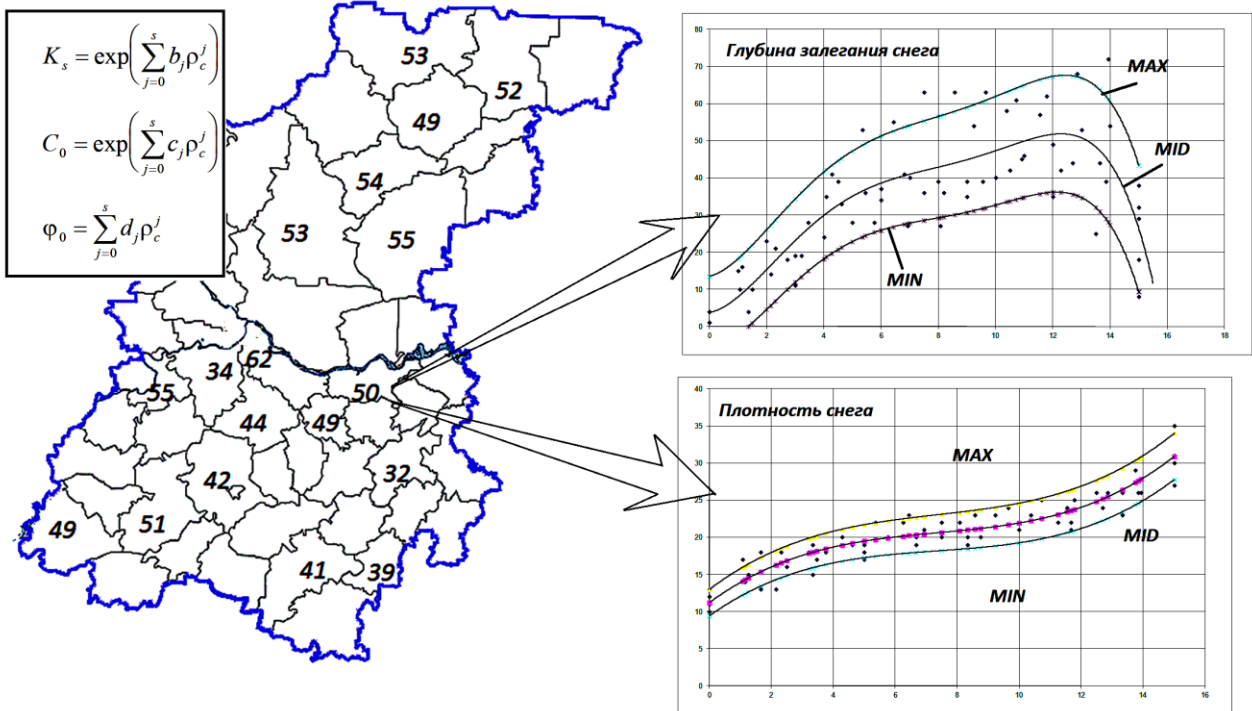 K_s = exp(∑_{j=0}^{s} b_j ρ_c^j)
C_0 = exp(∑_{j=0}^{s} c_j ρ_c^j)
φ_0 = ∑_{j=0}^{s} d_j ρ_c^j
53
52
49
54
53
55
62
34
55
50
44
49
42
32
49
51
41
39
Глубина залегания снега
MAX
MID
MIN
80
70
60
50
40
30
20
10
0
0 2 4 6 8 10 12 14 16 18
Плотность снега
MAX
MID
MIN
40
35
30
25
20
15
10
5
0
0 2 4 6 8 10 12 14 16